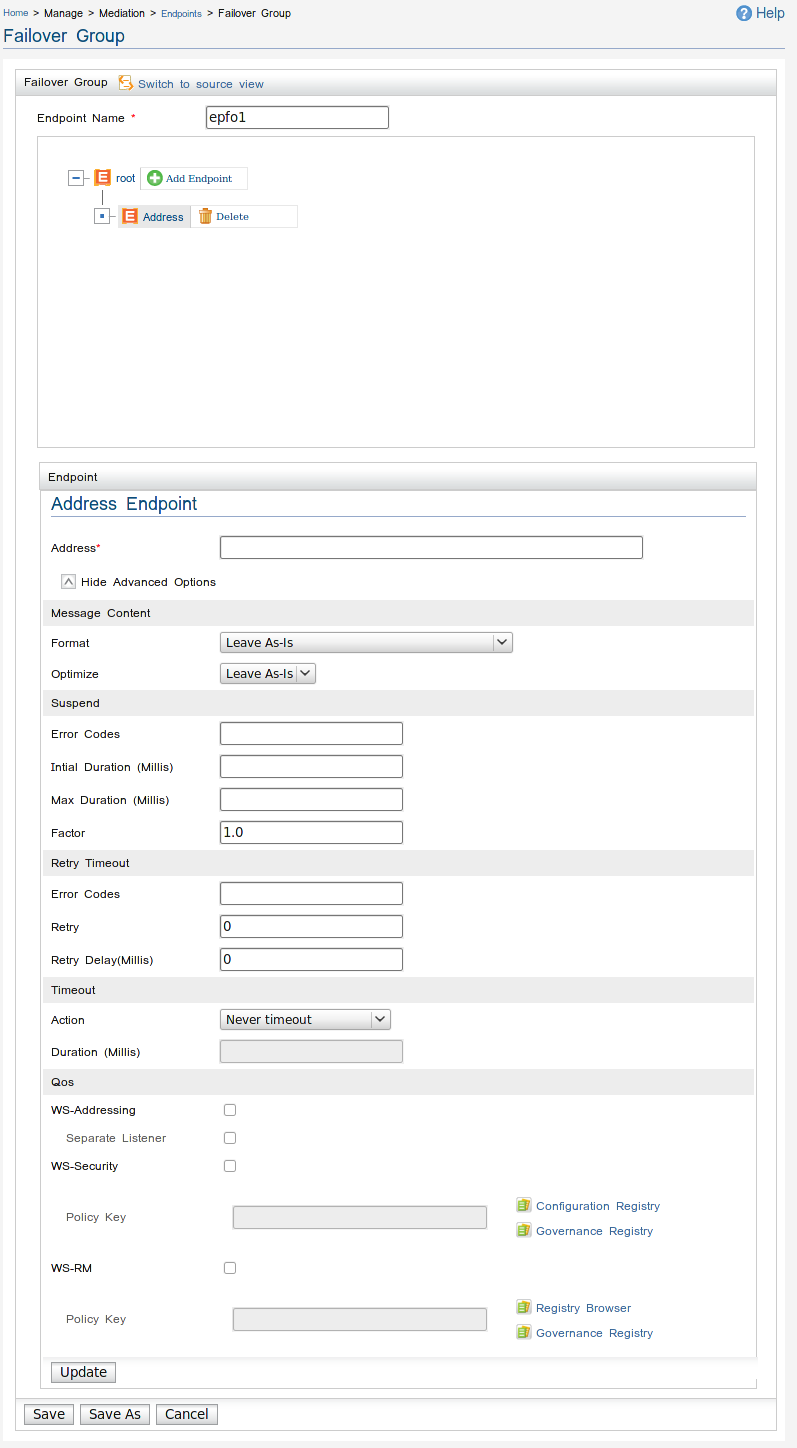 Home > Manage > Mediation > Endpoints > Failover Group
Help
Failover Group
Failover Group Switch to source view
Endpoint Name * epfo1
root Add Endpoint
Address Delete
Endpoint
Address Endpoint
Address*
Hide Advanced Options
Message Content
Format Leave As-Is
Optimize Leave As-Is
Suspend
Error Codes
Intial Duration (Millis)
Max Duration (Millis)
Factor 1.0
Retry Timeout
Error Codes
Retry 0
Retry Delay(Millis) 0
Timeout
Action Never timeout
Duration (Millis)
Qos
WS-Addressing
Separate Listener
WS-Security
Policy Key
Configuration Registry
Governance Registry
WS-RM
Policy Key
Registry Browser
Governance Registry
Update
Save Save As Cancel